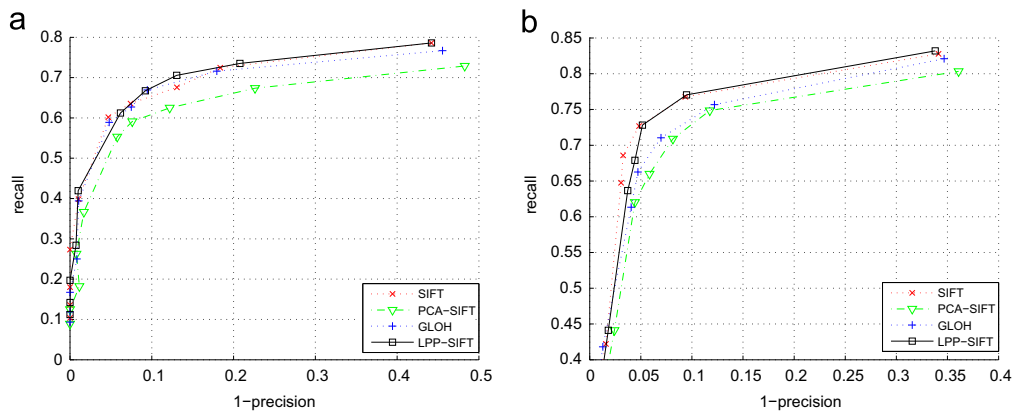 a
0.8
0.7
0.6
0.5
0.4
0.3
0.2
0.1
0
recall
0
0.1
0.2
0.3
0.4
0.5
1−precision
SIFT
PCA−SIFT
GLOH
LPP−SIFT
b
0.85
0.8
0.75
0.7
0.65
0.6
0.55
0.5
0.45
0.4
recall
0
0.05
0.1
0.15
0.2
0.25
0.3
0.35
0.4
1−precision
SIFT
PCA−SIFT
GLOH
LPP−SIFT